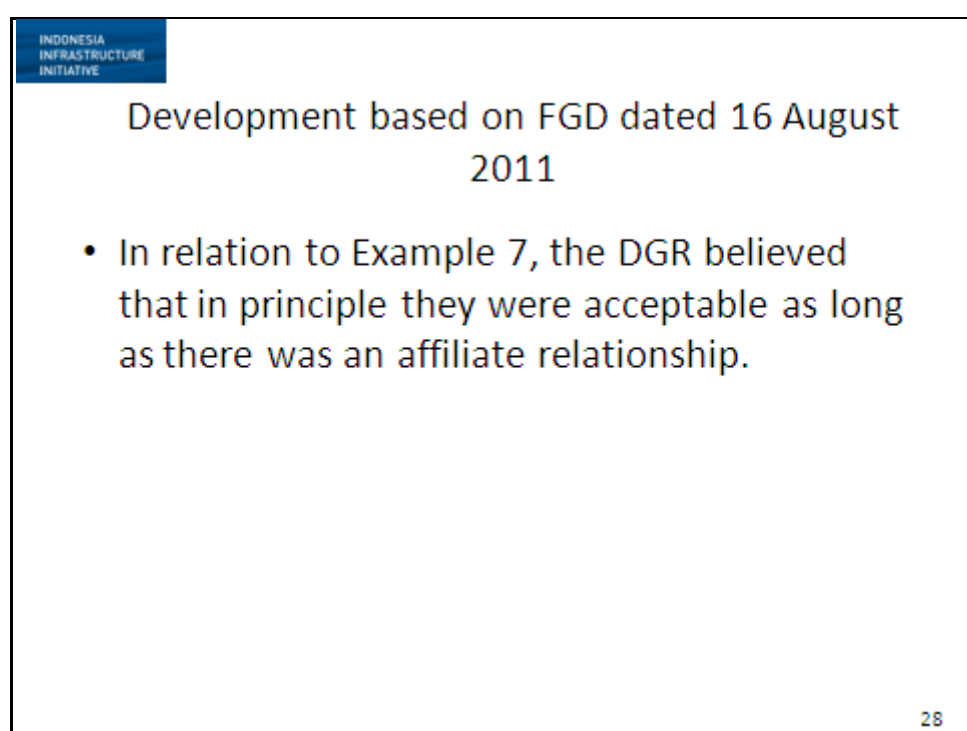 INDONESIA
INFRASTRUCTURE
INITIATIVE
Development based on FGD dated 16 August
2011
• In relation to Example 7, the DGR believed
that in principle they were acceptable as long
as there was an affiliate relationship.
28